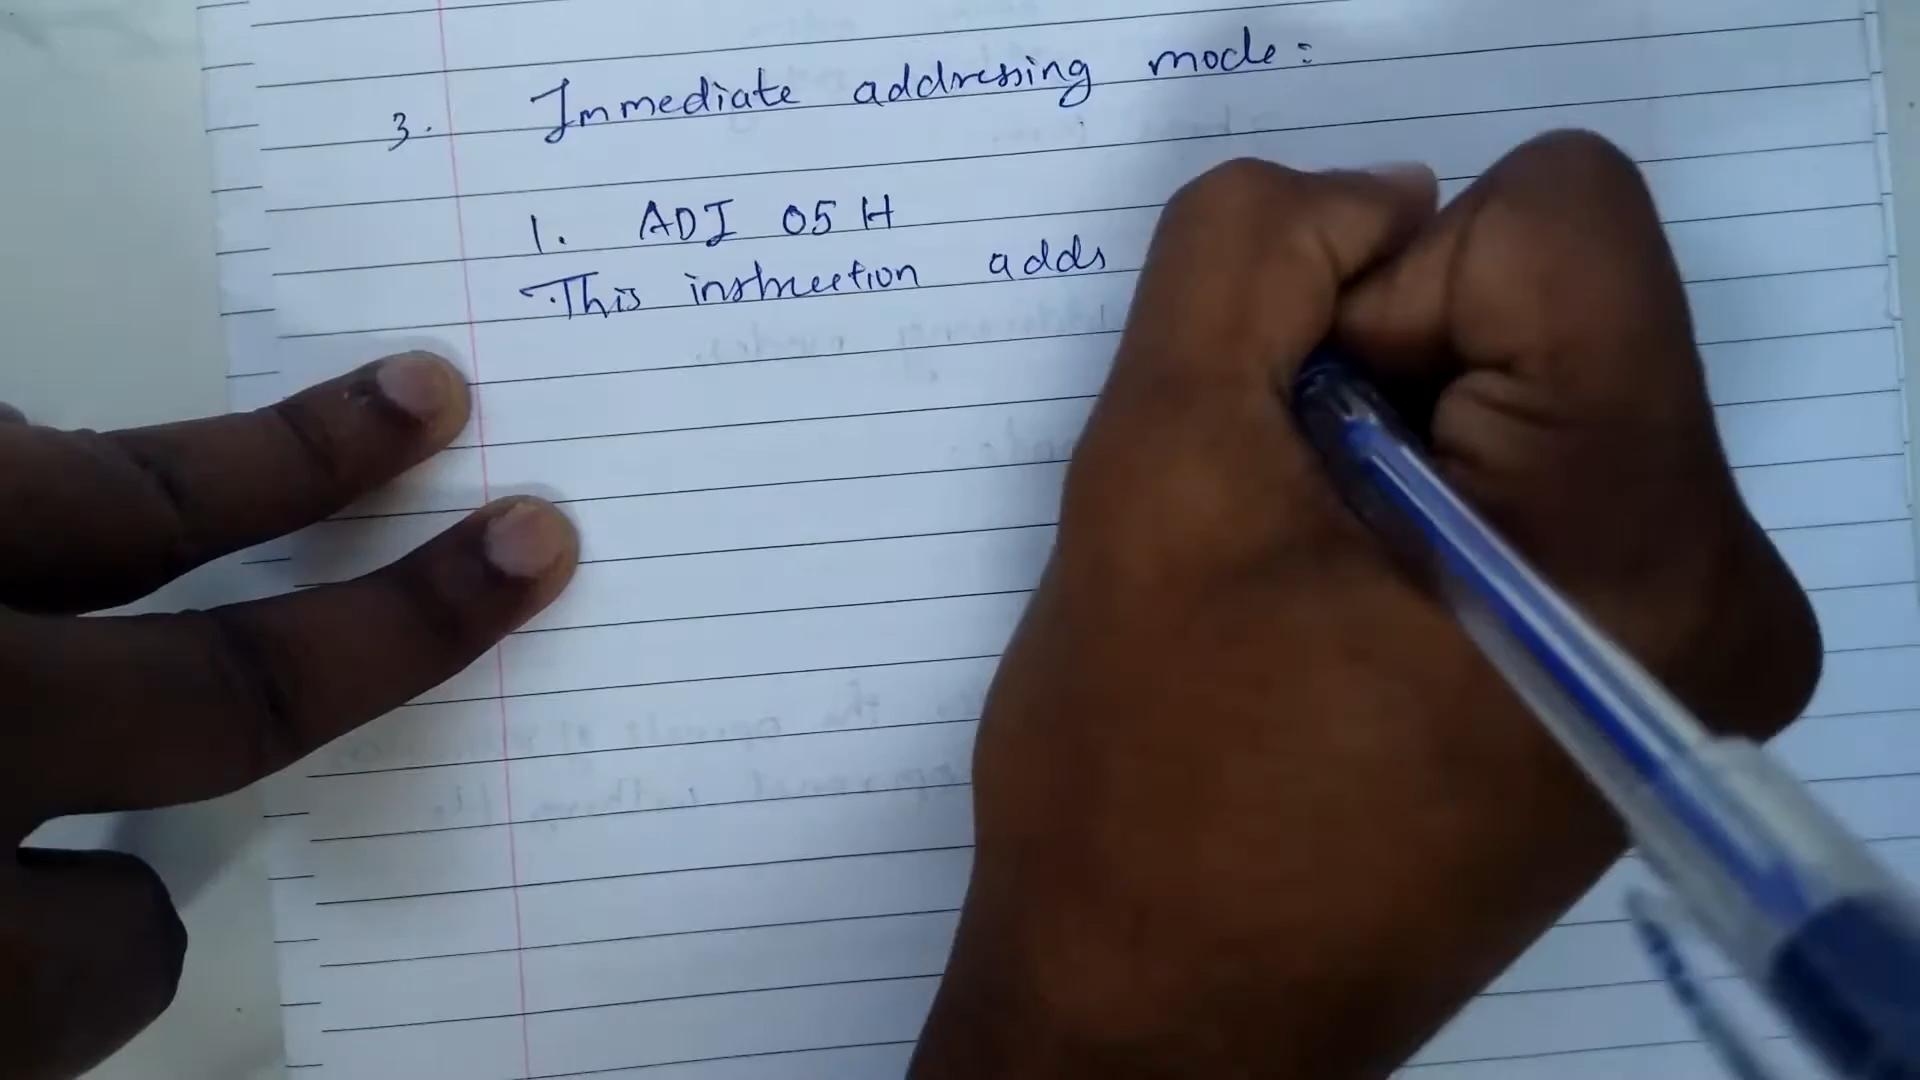 3. Immediate addressing mode:
1. ADI 05 H
This instruction adds